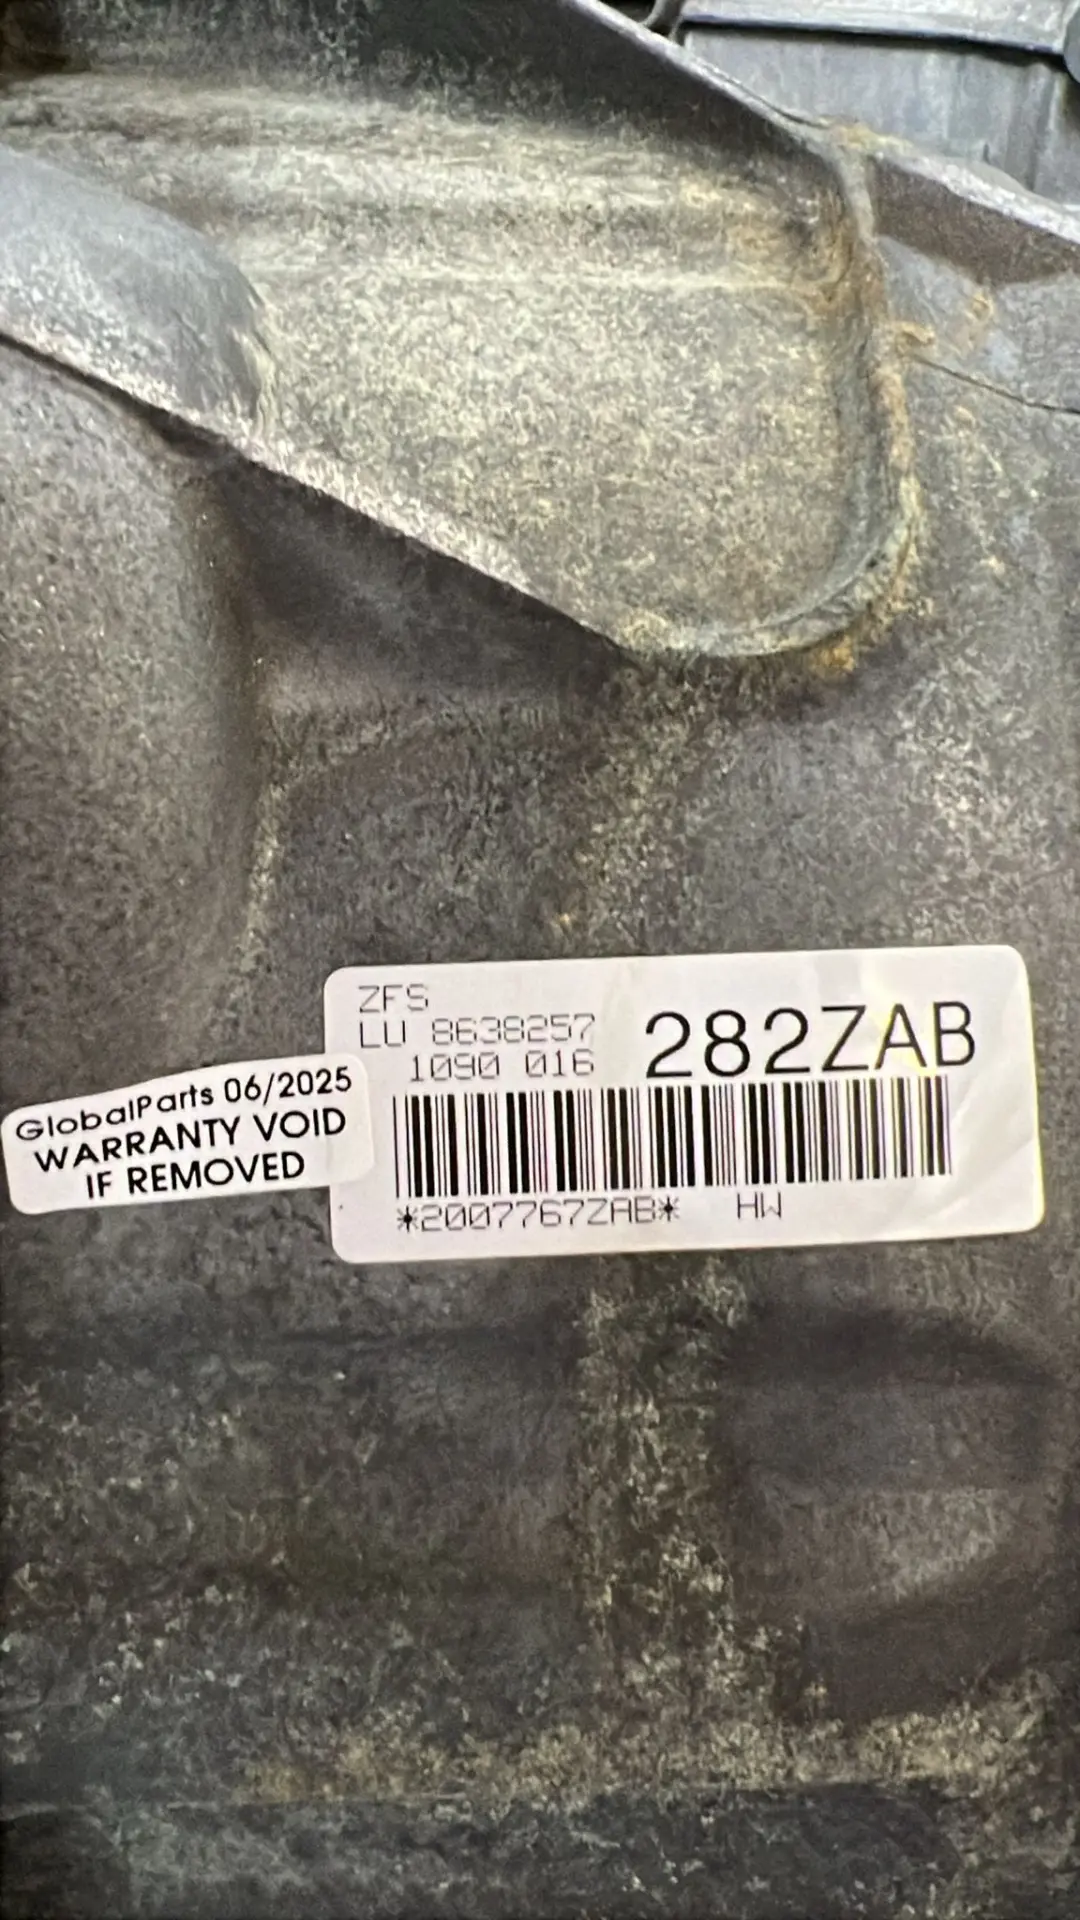 ZFS
LU 8638257
1090 016
282ZAB
*2007767ZAB* HW
GlobalParts 06/2025
WARRANTY VOID
IF REMOVED